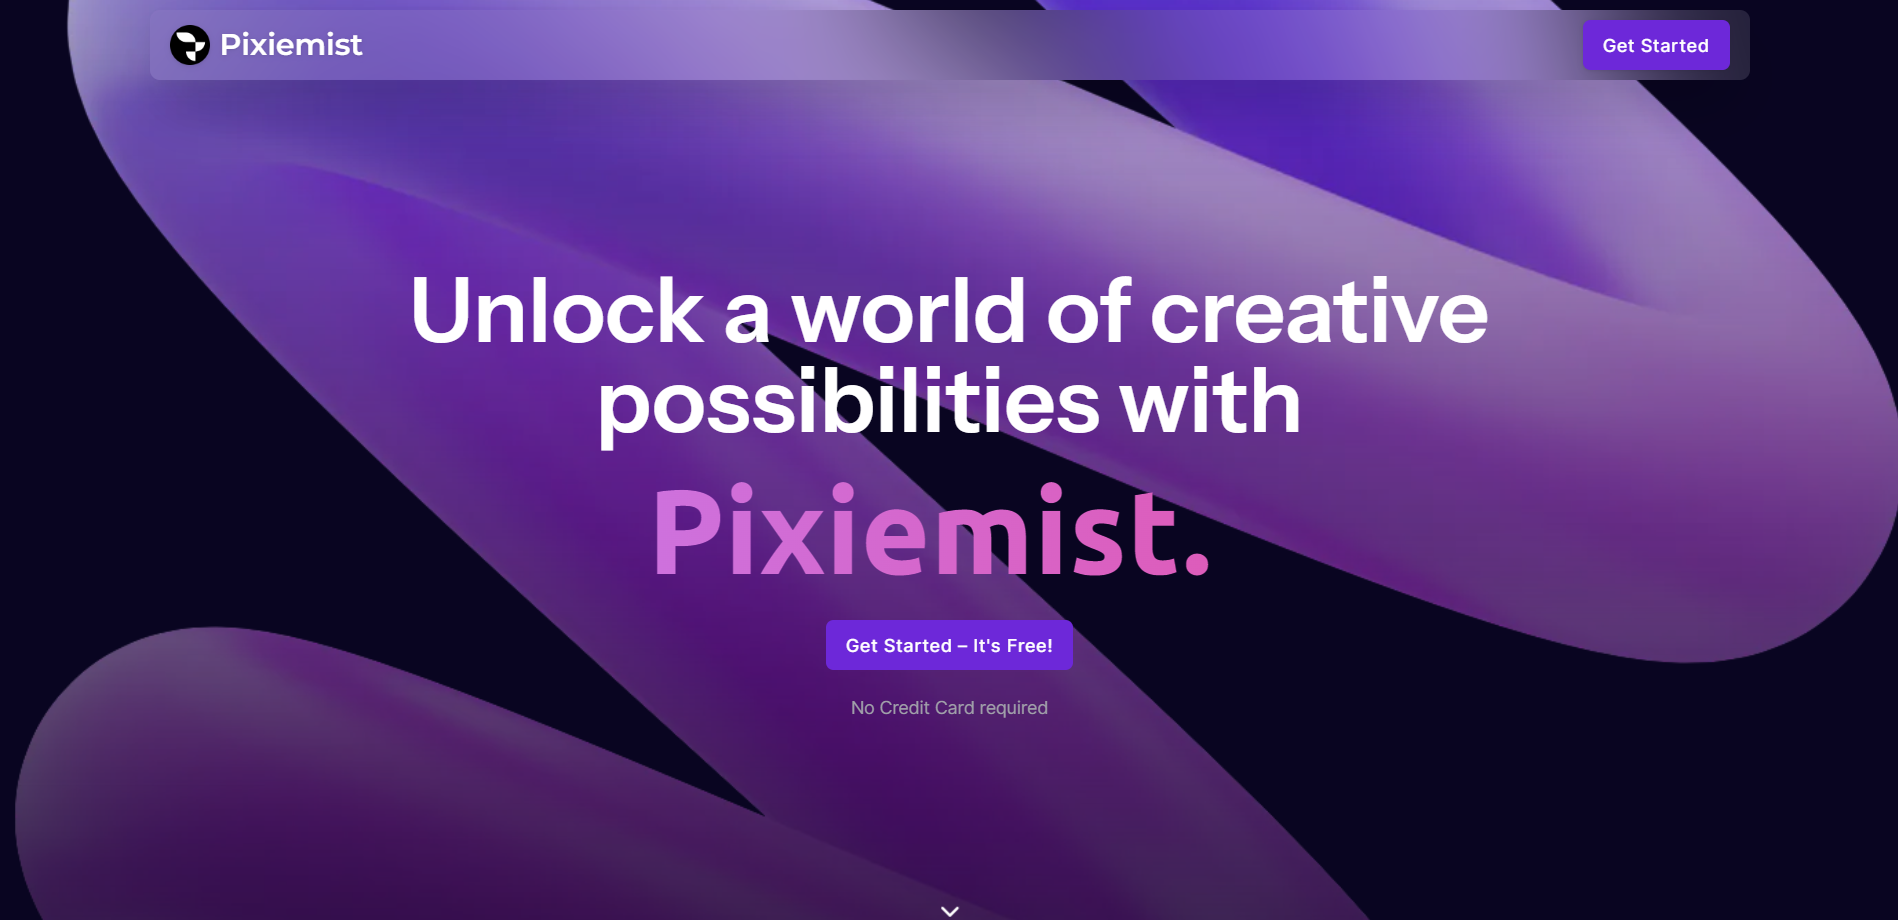 Pixiemist
Get Started
Unlock a world of creative
possibilities with
Pixiemist.
Get Started – It's Free!
No Credit Card required